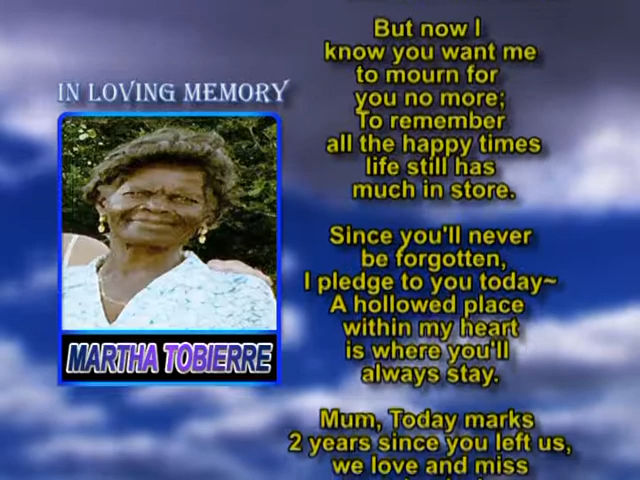 IN LOVING MEMORY
MARTHA TOBIERRE
But now I
know you want me
to mourn for
you no more;
To remember
all the happy times
life still has
much in store.
Since you'll never
be forgotten,
I pledge to you today~
A hollowed place
within my heart
is where you'll
always stay.
Mum, Today marks
2 years since you left us,
we love and miss